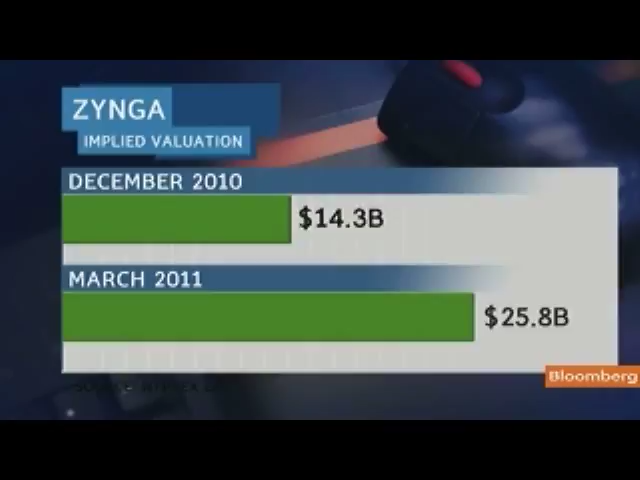 ZYNGA
IMPLIED VALUATION
DECEMBER 2010
$14.3B
MARCH 2011
$25.8B
Bloomberg